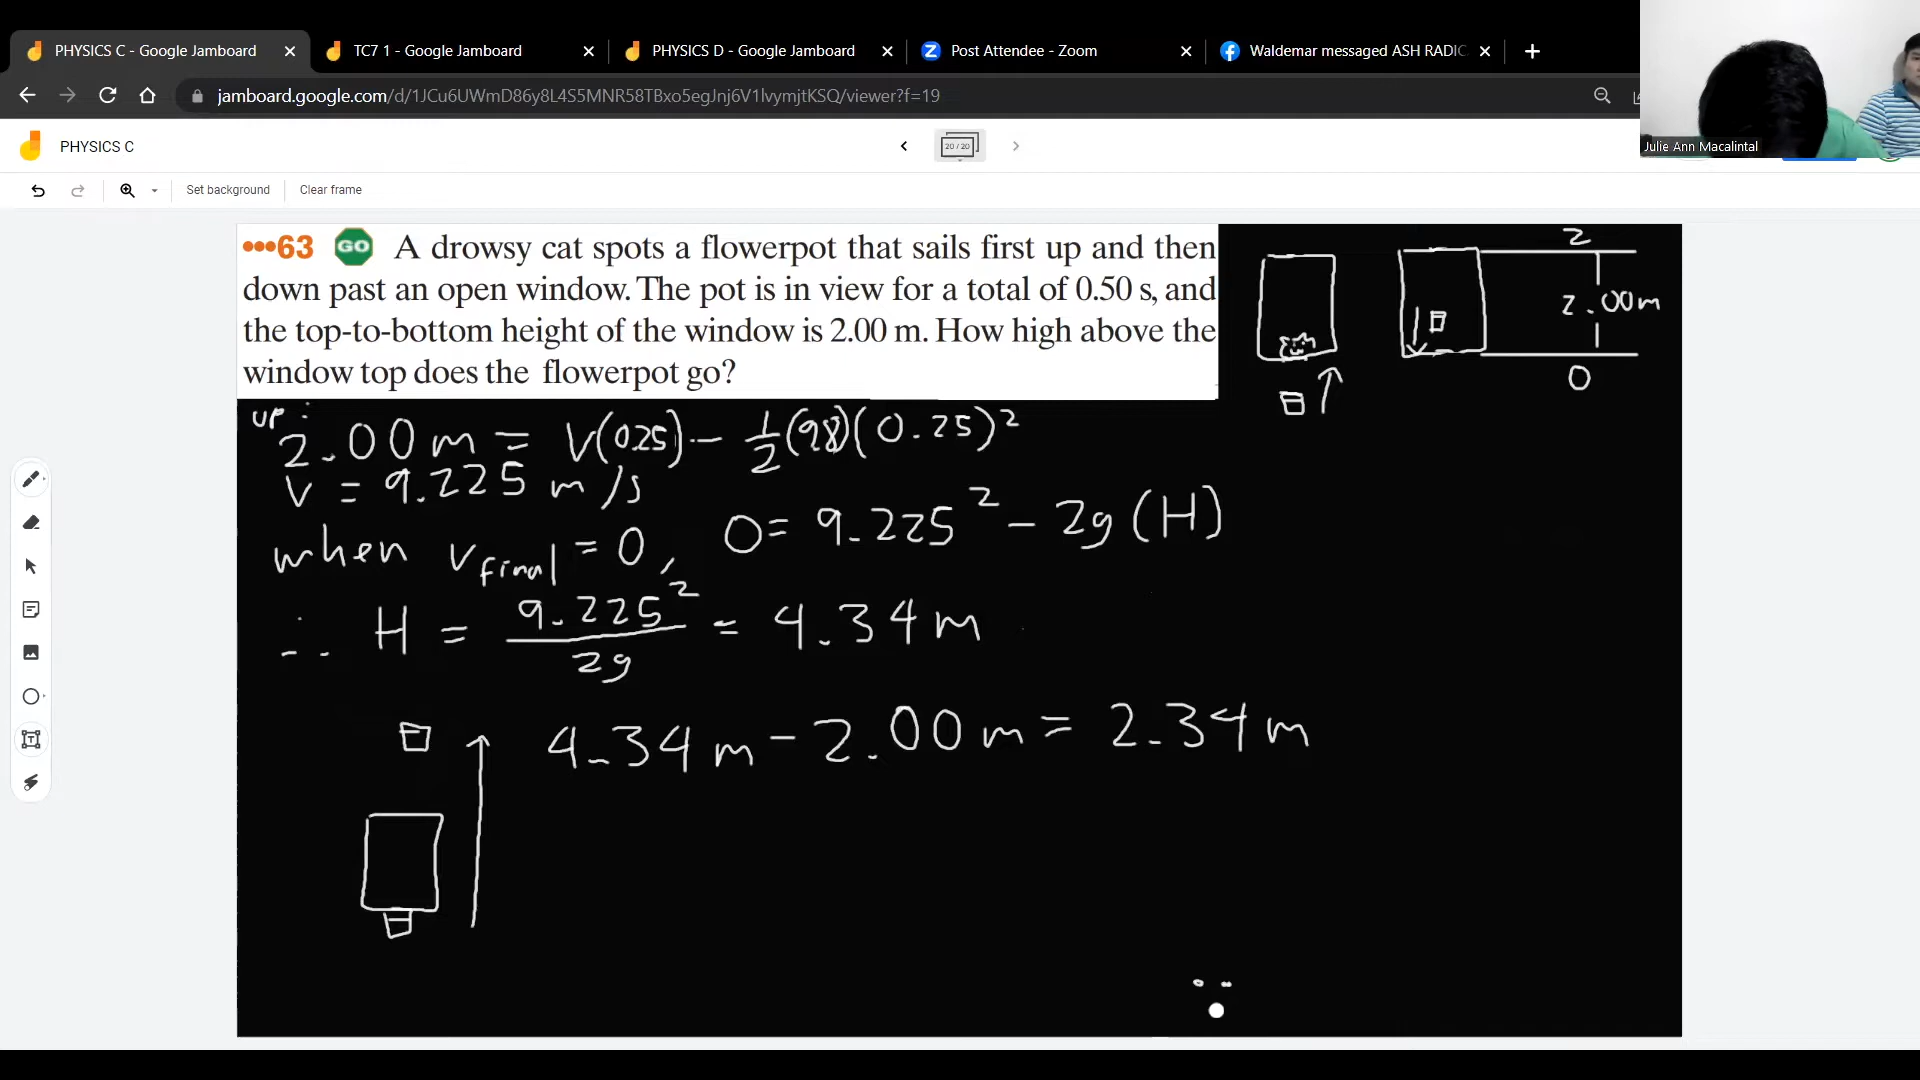 PHYSICS C - Google Jamboard
TC7 1 - Google Jamboard
PHYSICS D - Google Jamboard
Post Attendee - Zoom
Waldemar messaged ASH RADIC
jamboard.google.com/d/1JCu6UWmD86y8L4S5MNR58TBxo5egJnj6V1lvymjtKSQ/viewer?f=19
Julie Ann Macalintal
PHYSICS C
20 / 20
Set background
Clear frame
•••63 GO A drowsy cat spots a flowerpot that sails first up and then
down past an open window. The pot is in view for a total of 0.50 s, and
the top-to-bottom height of the window is 2.00 m. How high above the
window top does the flowerpot go?
2
2.00m
0
UP:
2.00 m = V(0.25) - 1/2(9.8)(0.25)²
v = 9.225 m/s
when v final = 0, 0 = 9.225² - 2g(H)
∴ H = 9.225²/2g = 4.34 m
4.34 m - 2.00 m = 2.34 m